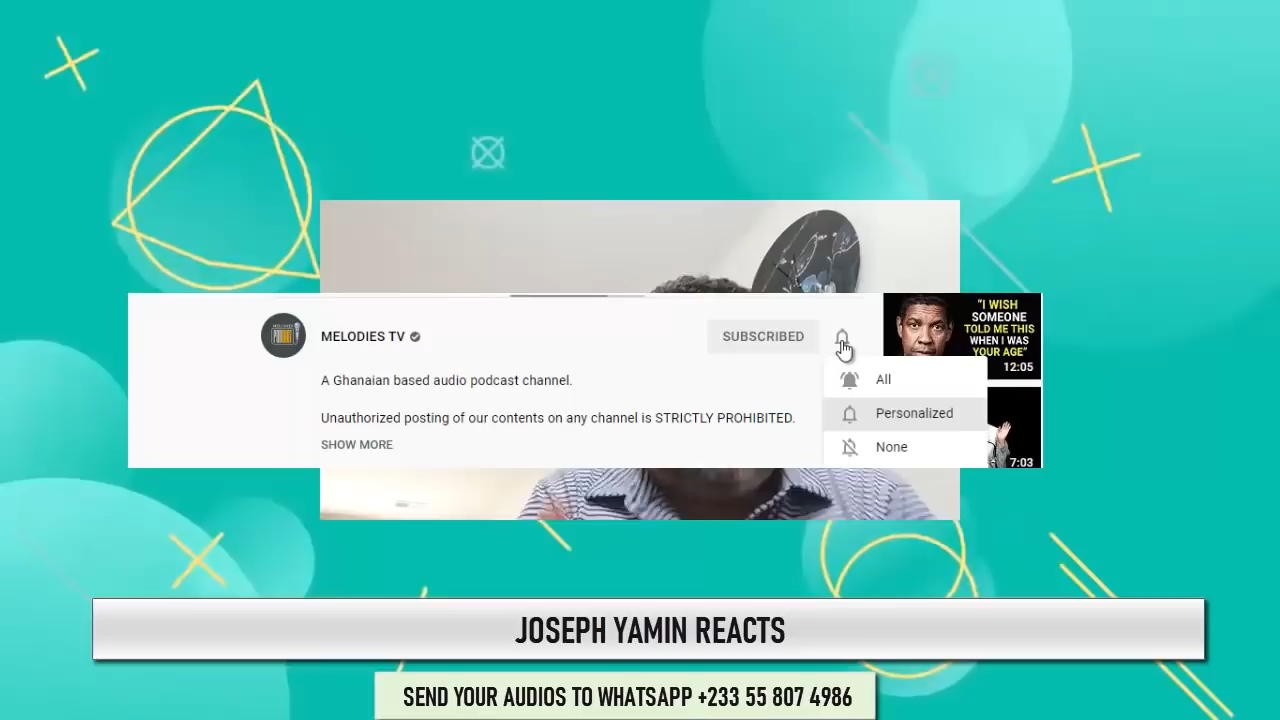 MELODIES TV
SUBSCRIBED
A Ghanaian based audio podcast channel.
Unauthorized posting of our contents on any channel is STRICTLY PROHIBITED.
SHOW MORE
All
Personalized
None
"I WISH
SOMEONE
TOLD ME THIS
WHEN I WAS
YOUR AGE"
12:05
7:03
JOSEPH YAMIN REACTS
SEND YOUR AUDIOS TO WHATSAPP +233 55 807 4986